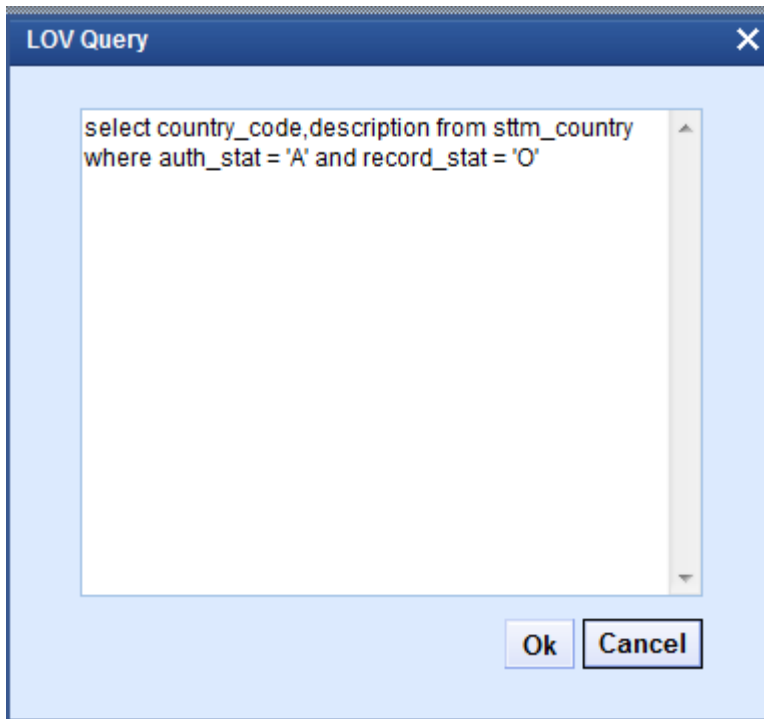 LOV Query
select country_code,description from sttm_country
where auth_stat = 'A' and record_stat = 'O'
Ok Cancel